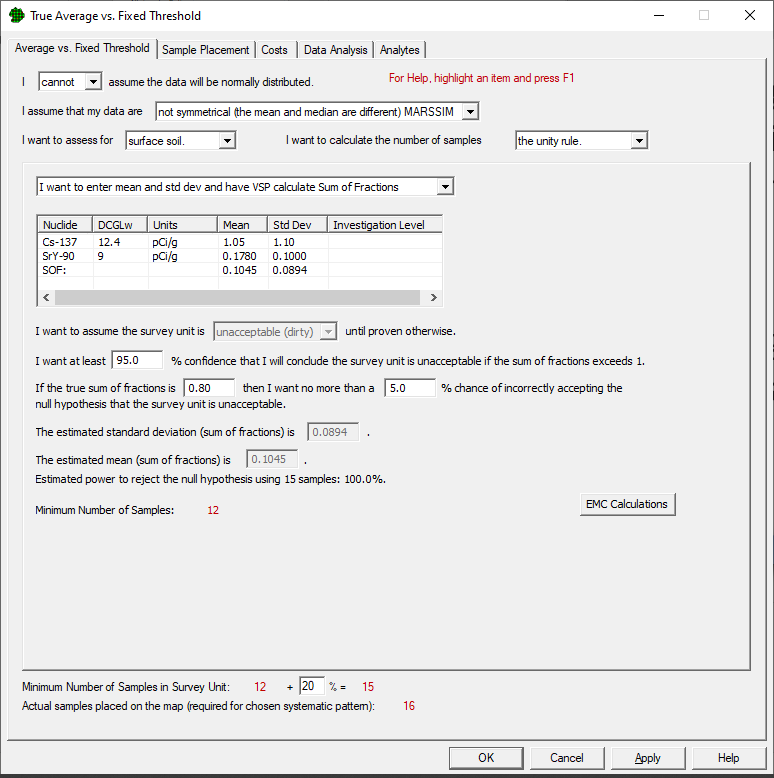 True Average vs. Fixed Threshold
Average vs. Fixed Threshold Sample Placement Costs Data Analysis Analytes
I cannot assume the data will be normally distributed. For Help, highlight an item and press F1
I assume that my data are not symmetrical (the mean and median are different) MARSSIM
I want to assess for surface soil. I want to calculate the number of samples the unity rule.
I want to enter mean and std dev and have VSP calculate Sum of Fractions
Nuclide DCGLw Units Mean Std Dev Investigation Level
Cs-137 12.4 pCi/g 1.05 1.10
SrY-90 9 pCi/g 0.1780 0.1000
SOF: 0.1045 0.0894
I want to assume the survey unit is unacceptable (dirty) until proven otherwise.
I want at least 95.0 % confidence that I will conclude the survey unit is unacceptable if the sum of fractions exceeds 1.
If the true sum of fractions is 0.80 then I want no more than a 5.0 % chance of incorrectly accepting the
null hypothesis that the survey unit is unacceptable.
The estimated standard deviation (sum of fractions) is 0.0894 .
The estimated mean (sum of fractions) is 0.1045 .
Estimated power to reject the null hypothesis using 15 samples: 100.0%.
Minimum Number of Samples: 12
EMC Calculations
Minimum Number of Samples in Survey Unit: 12 + 20 % = 15
Actual samples placed on the map (required for chosen systematic pattern): 16
OK Cancel Apply Help